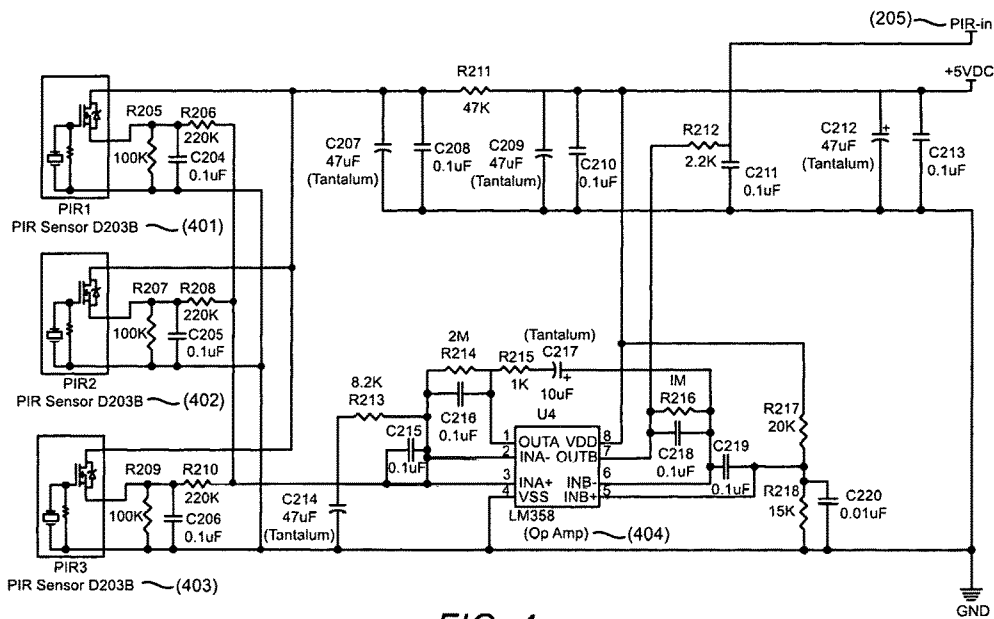 (205) PIR-in
+5VDC
R211
47K
R205
R206
220K
100K
C204
0.1uF
PIR1
PIR Sensor D203B (401)
C207
47uF
(Tantalum)
C208
0.1uF
C209
47uF
(Tantalum)
C210
0.1uF
R212
2.2K
C211
0.1uF
C212
47uF
(Tantalum)
+
C213
0.1uF
R207
R208
220K
100K
C205
0.1uF
PIR2
PIR Sensor D203B (402)
2M
R214
R215
1K
(Tantalum)
C217
+
10uF
8.2K
R213
C216
0.1uF
C215
0.1uF
U4
1 OUTA VDD 8
2 INA- OUTB 7
3 INA+ INB- 6
4 VSS INB+ 5
LM358
(Op Amp) (404)
IM
R216
C218
0.1uF
C219
0.1uF
R217
20K
R218
15K
C220
0.01uF
R209
R210
220K
100K
C206
0.1uF
C214
47uF
(Tantalum)
PIR3
PIR Sensor D203B (403)
GND